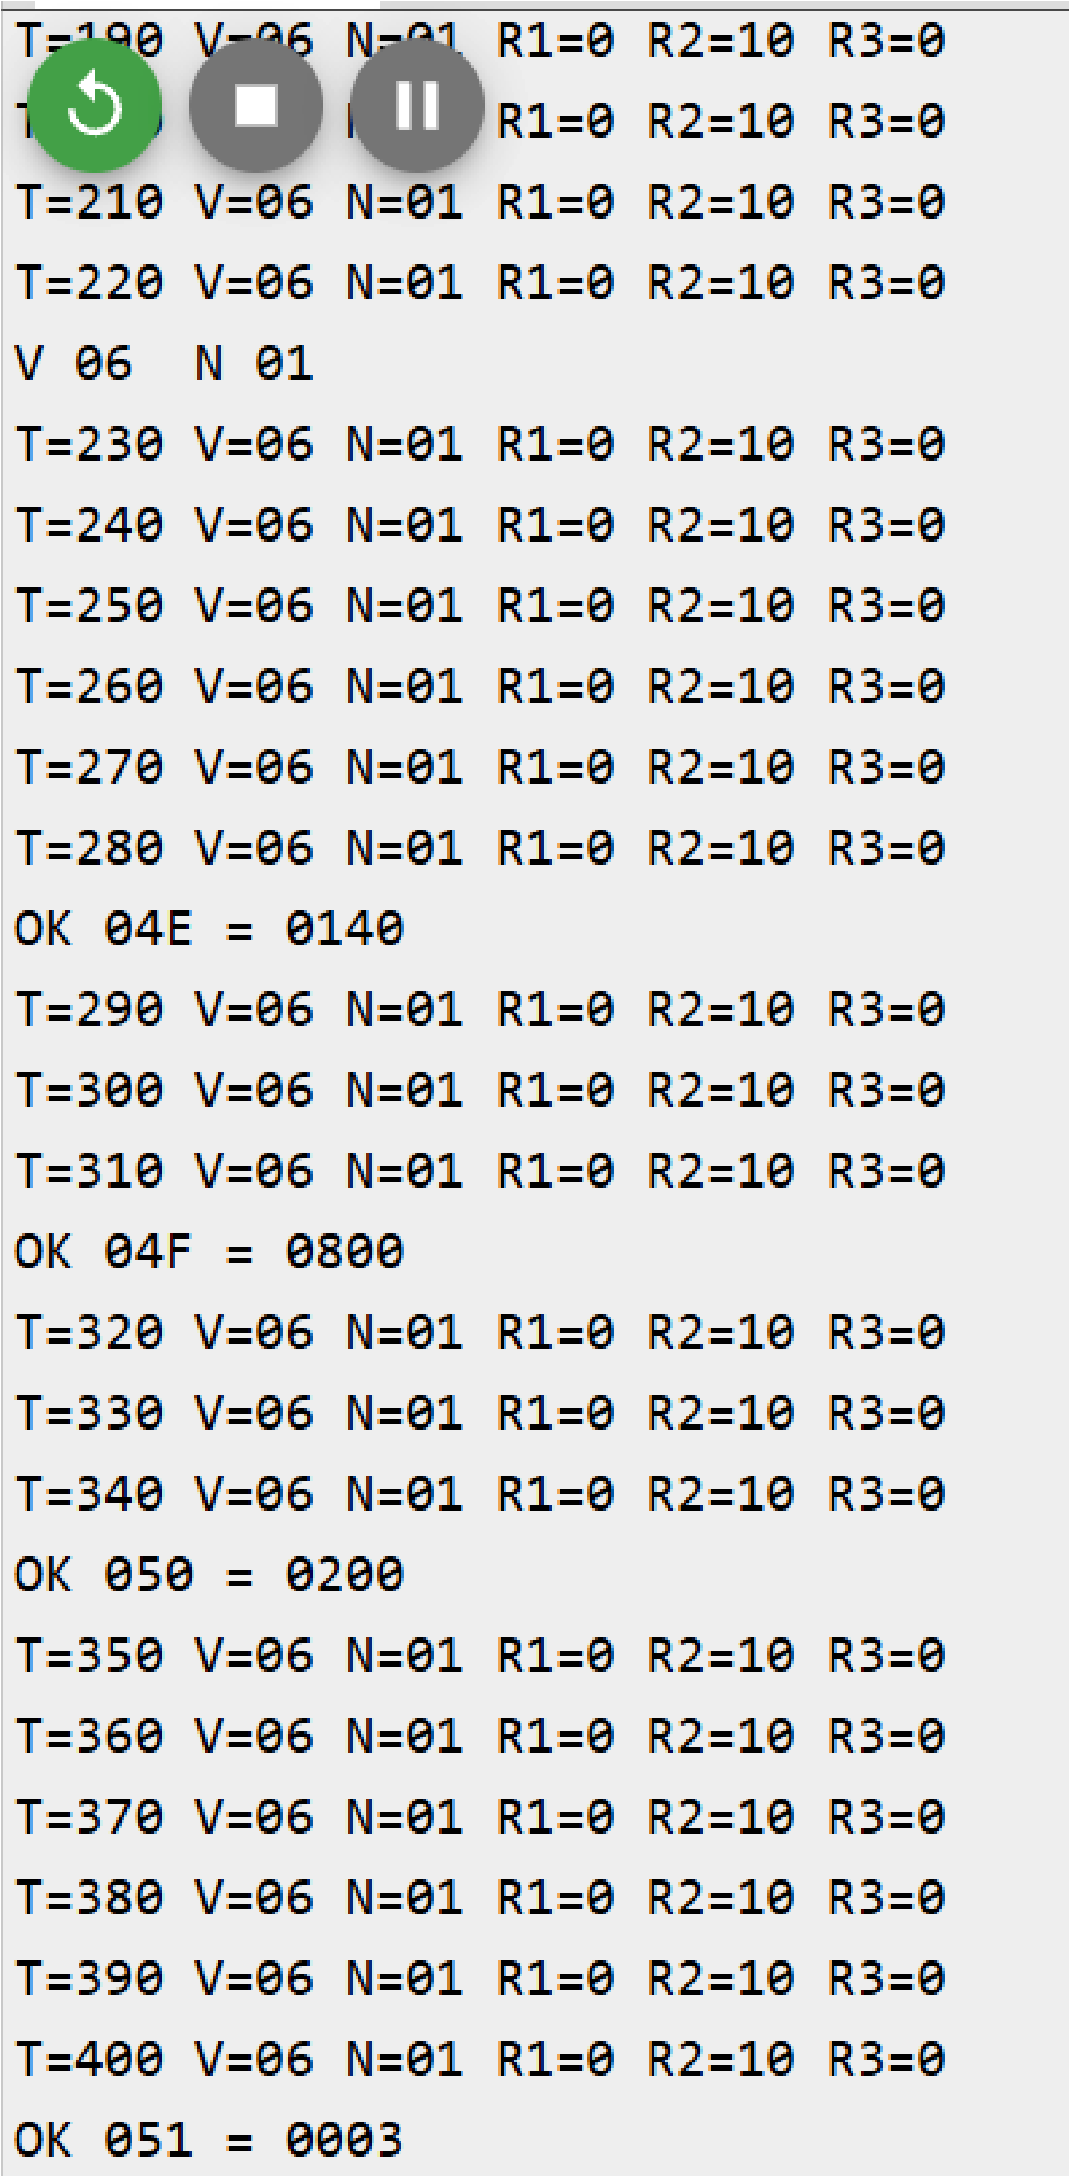 T=190 V=06 N=01 R1=0 R2=10 R3=0
R1=0 R2=10 R3=0
T=210 V=06 N=01 R1=0 R2=10 R3=0
T=220 V=06 N=01 R1=0 R2=10 R3=0
V 06  N 01
T=230 V=06 N=01 R1=0 R2=10 R3=0
T=240 V=06 N=01 R1=0 R2=10 R3=0
T=250 V=06 N=01 R1=0 R2=10 R3=0
T=260 V=06 N=01 R1=0 R2=10 R3=0
T=270 V=06 N=01 R1=0 R2=10 R3=0
T=280 V=06 N=01 R1=0 R2=10 R3=0
OK 04E = 0140
T=290 V=06 N=01 R1=0 R2=10 R3=0
T=300 V=06 N=01 R1=0 R2=10 R3=0
T=310 V=06 N=01 R1=0 R2=10 R3=0
OK 04F = 0800
T=320 V=06 N=01 R1=0 R2=10 R3=0
T=330 V=06 N=01 R1=0 R2=10 R3=0
T=340 V=06 N=01 R1=0 R2=10 R3=0
OK 050 = 0200
T=350 V=06 N=01 R1=0 R2=10 R3=0
T=360 V=06 N=01 R1=0 R2=10 R3=0
T=370 V=06 N=01 R1=0 R2=10 R3=0
T=380 V=06 N=01 R1=0 R2=10 R3=0
T=390 V=06 N=01 R1=0 R2=10 R3=0
T=400 V=06 N=01 R1=0 R2=10 R3=0
OK 051 = 0003